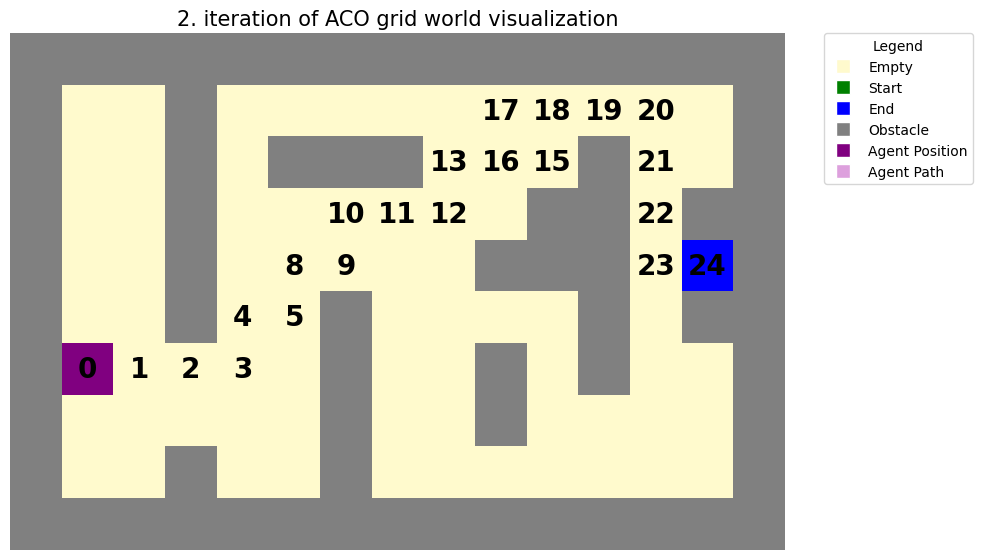 2. iteration of ACO grid world visualization
Legend
Empty
Start
End
Obstacle
Agent Position
Agent Path
17 18 19 20
13 16 15 21
10 11 12 22
8 9 23 24
4 5
0 1 2 3